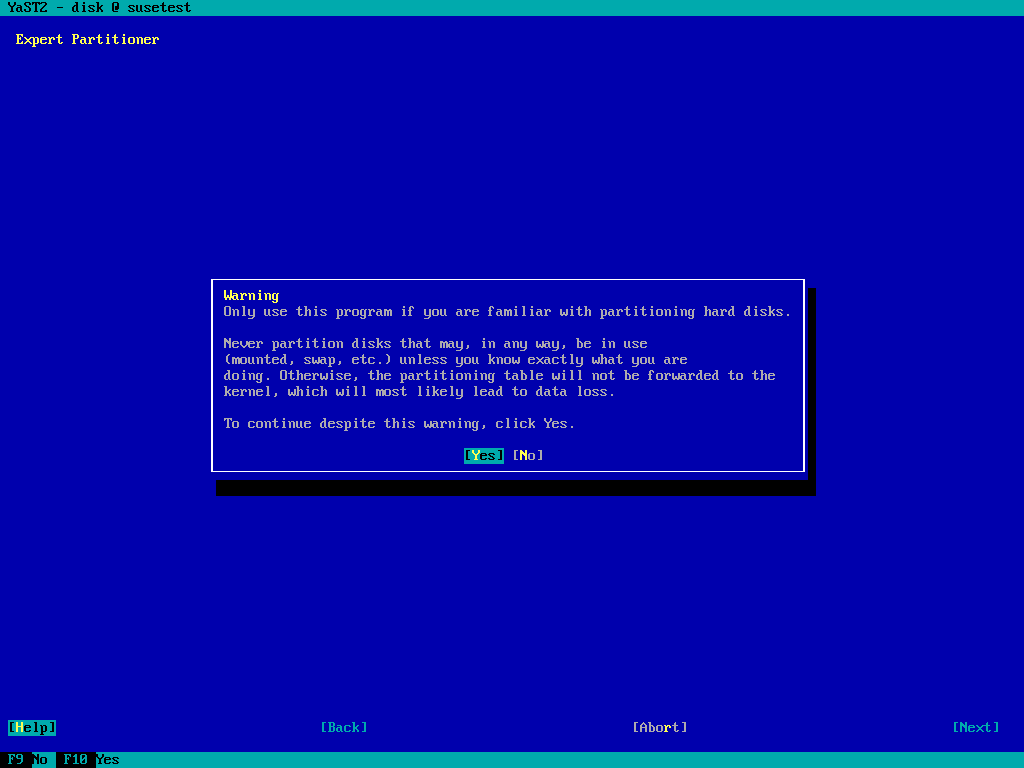 YaST2 - disk @ susetest
Expert Partitioner
Warning
Only use this program if you are familiar with partitioning hard disks.
Never partition disks that may, in any way, be in use
(mounted, swap, etc.) unless you know exactly what you are
doing. Otherwise, the partitioning table will not be forwarded to the
kernel, which will most likely lead to data loss.
To continue despite this warning, click Yes.
[Yes] [No]
[Help] [Back] [Abort] [Next]
F9 No F10 Yes